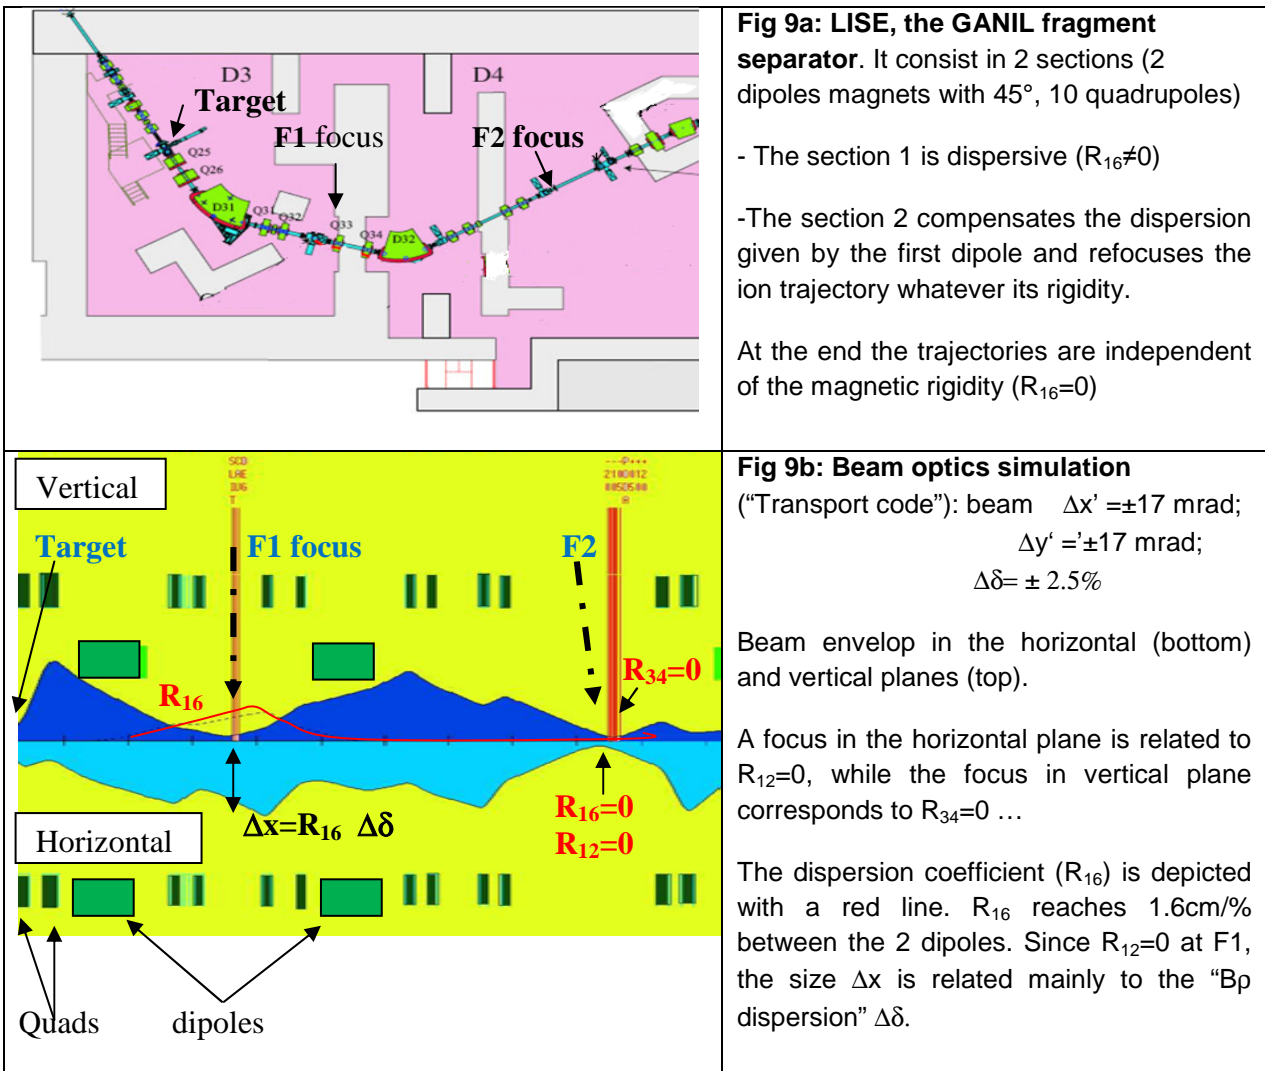 D3
D4
Target
F1 focus
F2 focus
Q25
Q26
D31
Q31
Q32
Q33
Q34
D32
Fig 9a: LISE, the GANIL fragment
separator. It consist in 2 sections (2
dipoles magnets with 45°, 10 quadrupoles)
- The section 1 is dispersive (R₁₆≠0)
-The section 2 compensates the dispersion
given by the first dipole and refocuses the
ion trajectory whatever its rigidity.
At the end the trajectories are independent
of the magnetic rigidity (R₁₆=0)
Vertical
Target
F1 focus
F2
R₃₄=0
R₁₆
Δx=R₁₆ Δδ
R₁₆=0
R₁₂=0
Horizontal
Quads
dipoles
Fig 9b: Beam optics simulation
(“Transport code”): beam Δx’ =±17 mrad;
Δy‘ =’±17 mrad;
Δδ= ± 2.5%
Beam envelop in the horizontal (bottom)
and vertical planes (top).
A focus in the horizontal plane is related to
R₁₂=0, while the focus in vertical plane
corresponds to R₃₄=0 …
The dispersion coefficient (R₁₆) is depicted
with a red line. R₁₆ reaches 1.6cm/%
between the 2 dipoles. Since R₁₂=0 at F1,
the size Δx is related mainly to the “Bρ
dispersion” Δδ.